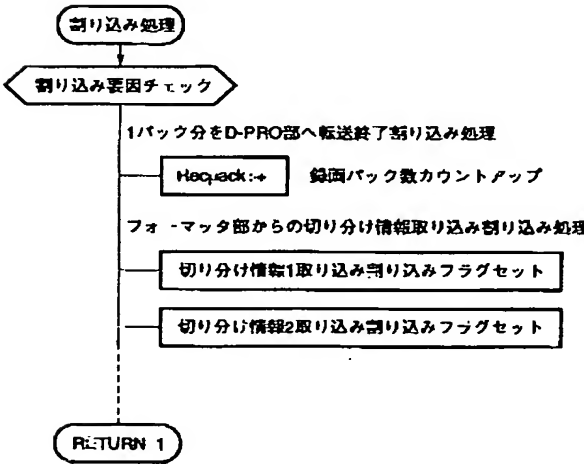 割り込み処理
割り込み要因チェック
1パック分をD-PRO部へ転送終了割り込み処理
録画パック数カウントアップ
フォーマッタ部からの切り分け情報取り込み割り込み処理
切り分け情報1取り込み割り込みフラグセット
切り分け情報2取り込み割り込みフラグセット
RETURN 1